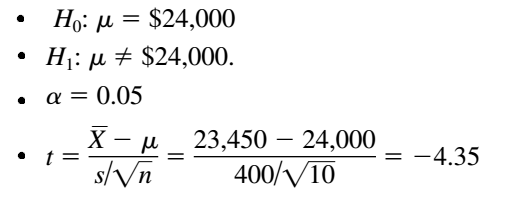 • H₀: μ = $24,000
• H₁: μ ≠ $24,000.
• α = 0.05
• t = (X̄ − μ)/(s/√n) = (23,450 − 24,000)/(400/√10) = −4.35